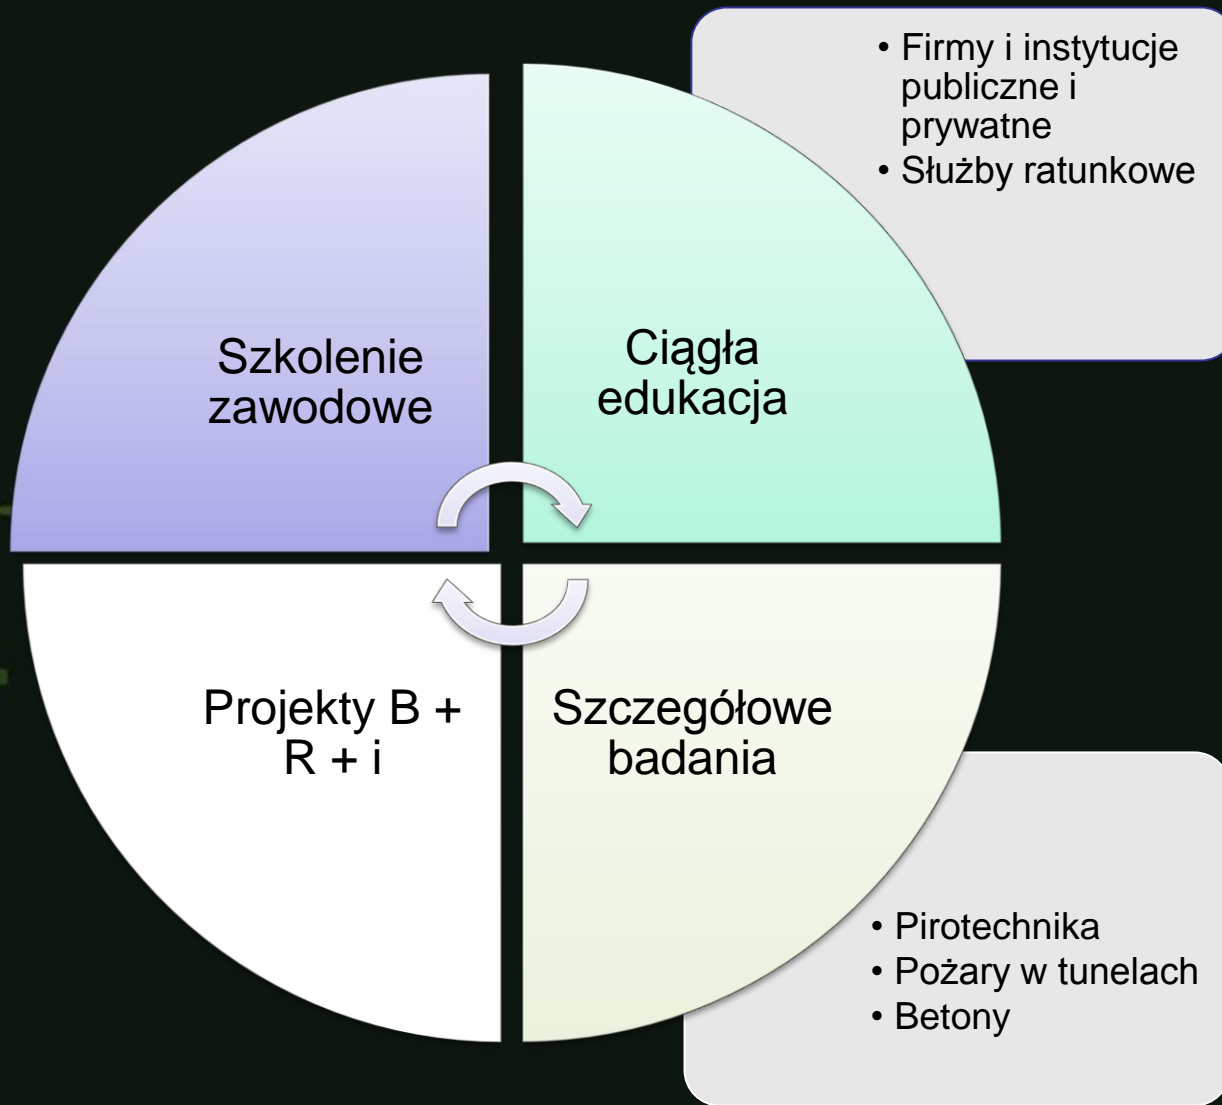 • Firmy i instytucje
publiczne i
prywatne
• Służby ratunkowe
Szkolenie
zawodowe
Ciągła
edukacja
Projekty B +
R + i
Szczegółowe
badania
• Pirotechnika
• Pożary w tunelach
• Betony